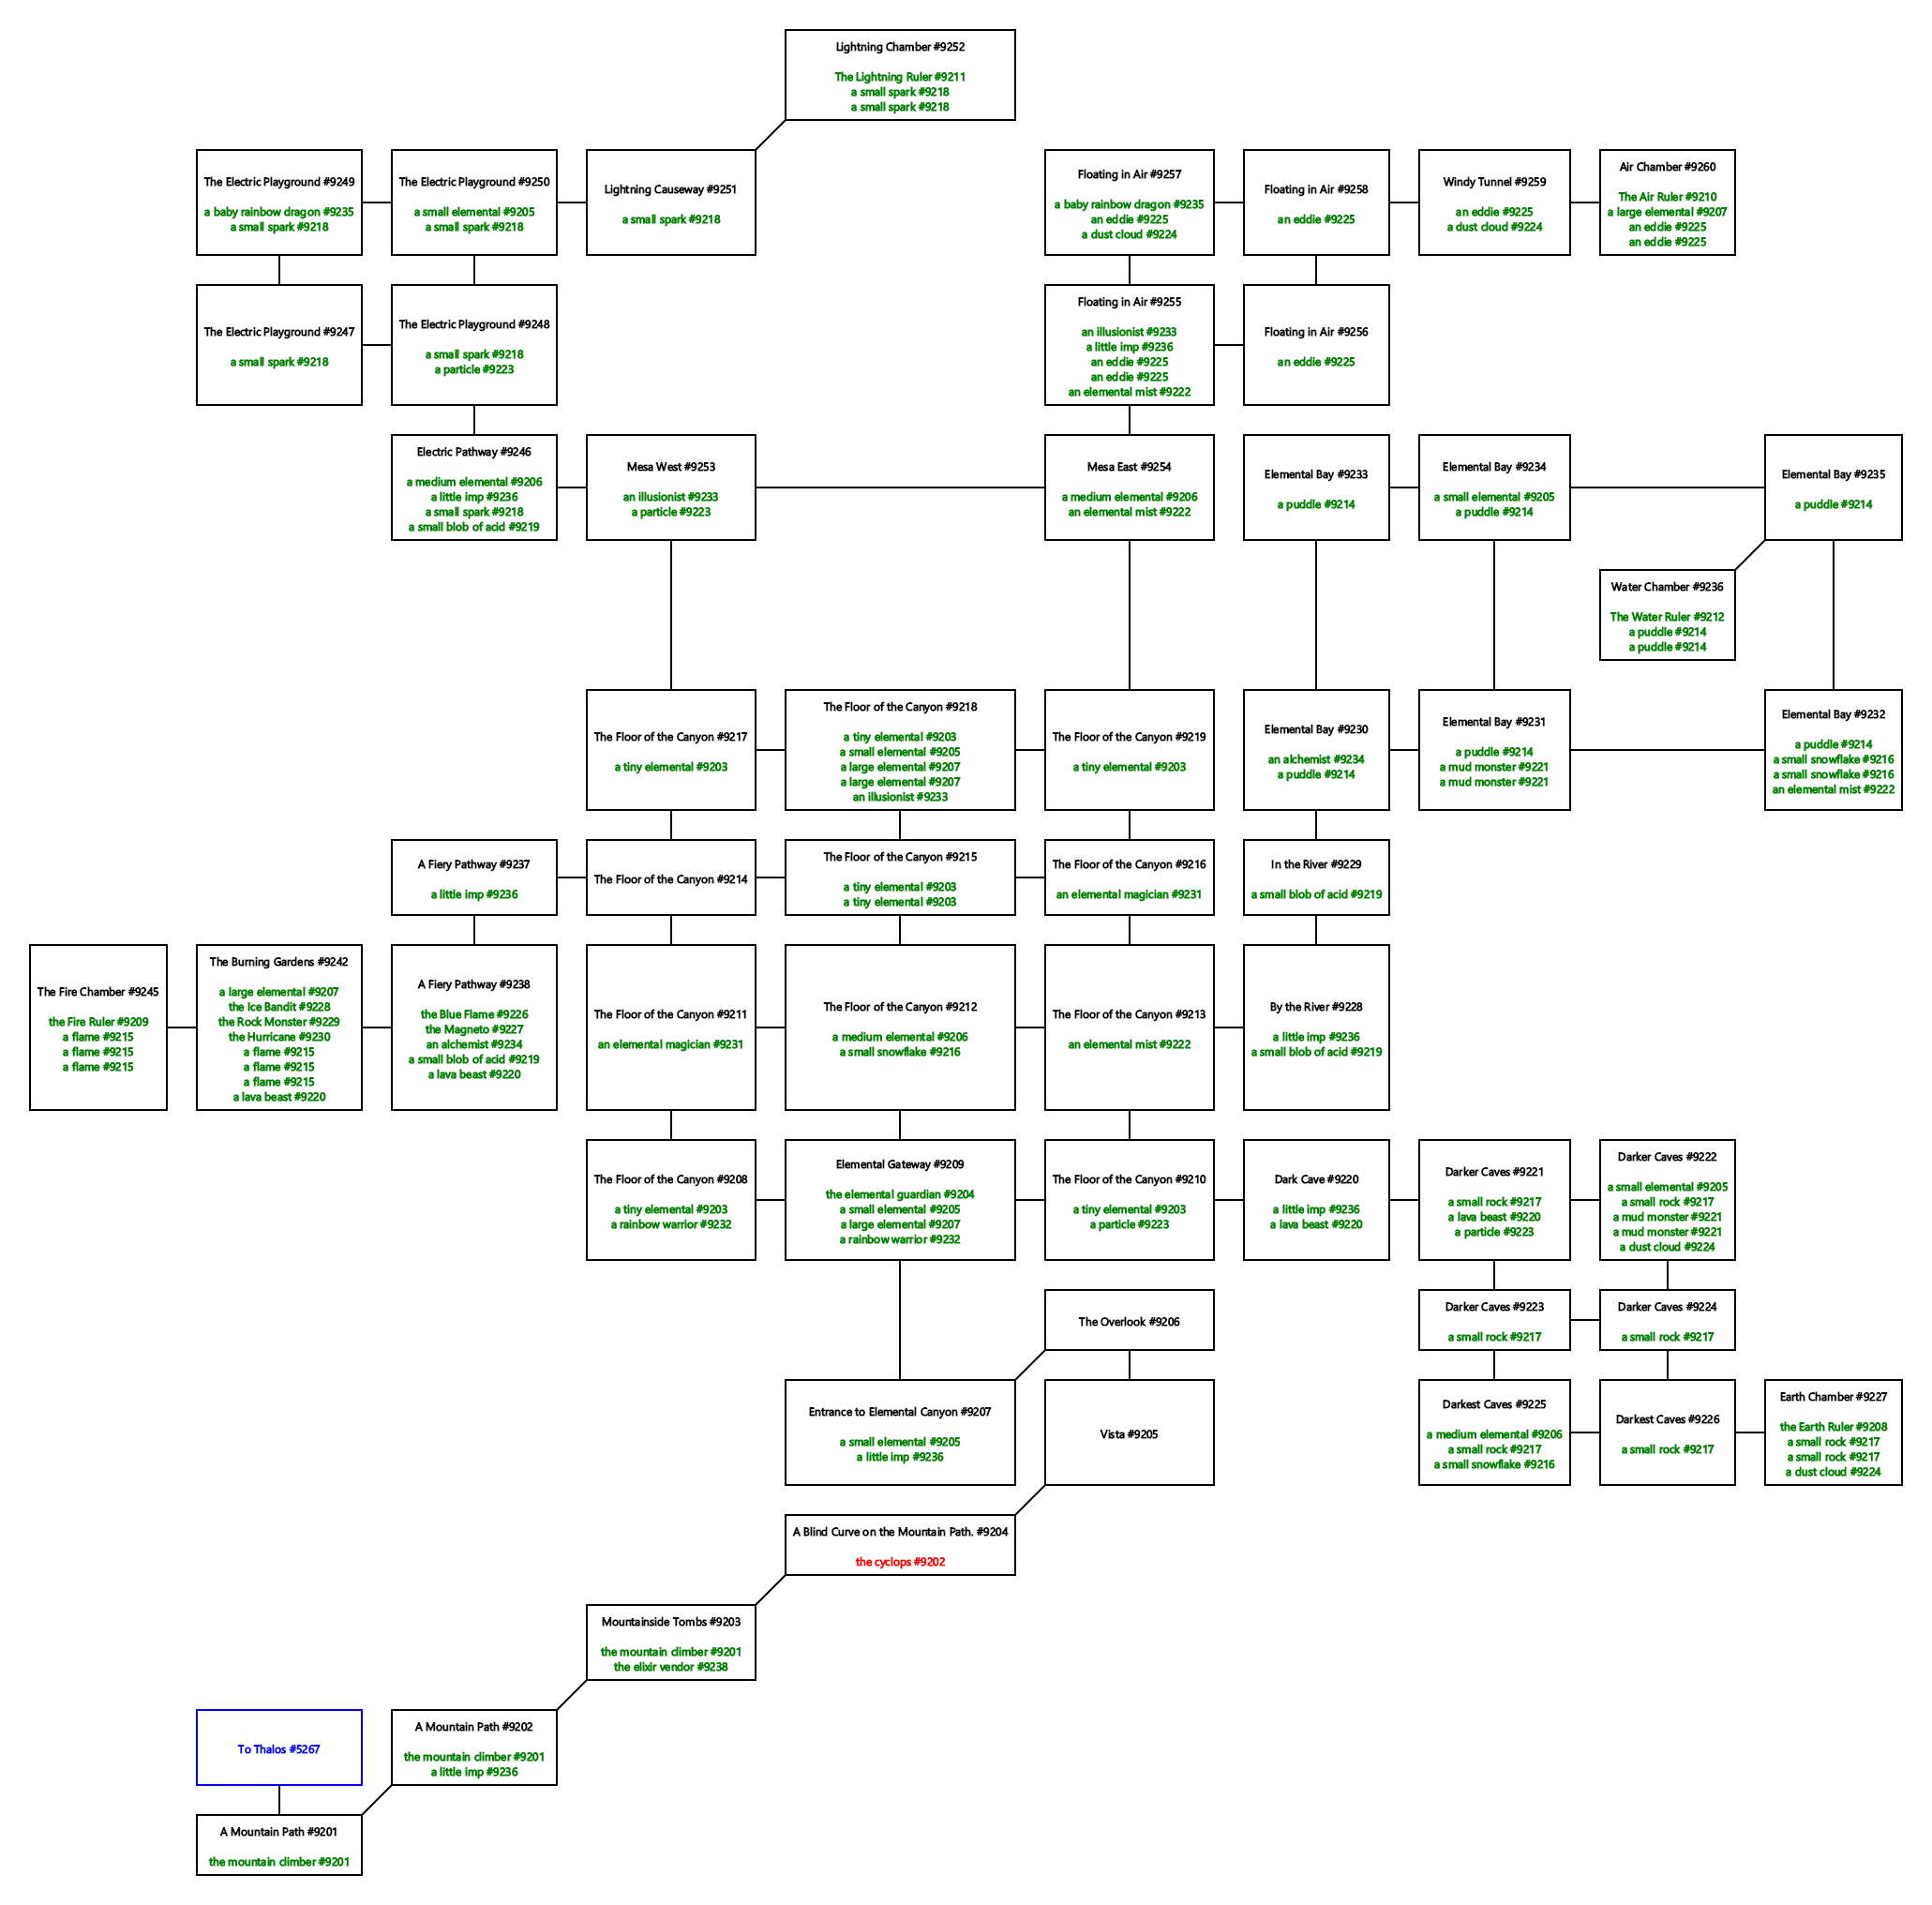 Lightning Chamber #9252
The Lightning Ruler #9211
a small spark #9218
a small spark #9218
The Electric Playground #9249
a baby rainbow dragon #9235
a small spark #9218
The Electric Playground #9250
a small elemental #9205
a small spark #9218
Lightning Causeway #9251
a small spark #9218
Floating in Air #9257
a baby rainbow dragon #9235
an eddie #9225
a dust cloud #9224
Floating in Air #9258
an eddie #9225
Windy Tunnel #9259
an eddie #9225
a dust cloud #9224
Air Chamber #9260
The Air Ruler #9210
a large elemental #9207
an eddie #9225
an eddie #9225
The Electric Playground #9247
a small spark #9218
The Electric Playground #9248
a small spark #9218
a particle #9223
Floating in Air #9255
an illusionist #9233
a little imp #9236
an eddie #9225
an eddie #9225
an elemental mist #9222
Floating in Air #9256
an eddie #9225
Electric Pathway #9246
a medium elemental #9206
a little imp #9236
a small spark #9218
a small blob of acid #9219
Mesa West #9253
an illusionist #9233
a particle #9223
Mesa East #9254
a medium elemental #9206
an elemental mist #9222
Elemental Bay #9233
a puddle #9214
Elemental Bay #9234
a small elemental #9205
a puddle #9214
Elemental Bay #9235
a puddle #9214
Water Chamber #9236
The Water Ruler #9212
a puddle #9214
a puddle #9214
The Floor of the Canyon #9217
a tiny elemental #9203
The Floor of the Canyon #9218
a tiny elemental #9203
a small elemental #9205
a large elemental #9207
a large elemental #9207
an illusionist #9233
The Floor of the Canyon #9219
a tiny elemental #9203
Elemental Bay #9230
an alchemist #9234
a puddle #9214
Elemental Bay #9231
a puddle #9214
a mud monster #9221
a mud monster #9221
Elemental Bay #9232
a puddle #9214
a small snowflake #9216
a small snowflake #9216
an elemental mist #9222
A Fiery Pathway #9237
a little imp #9236
The Floor of the Canyon #9214
The Floor of the Canyon #9215
a tiny elemental #9203
a tiny elemental #9203
The Floor of the Canyon #9216
an elemental magician #9231
In the River #9229
a small blob of acid #9219
The Fire Chamber #9245
the Fire Ruler #9209
a flame #9215
a flame #9215
a flame #9215
The Burning Gardens #9242
a large elemental #9207
the Ice Bandit #9228
the Rock Monster #9229
the Hurricane #9230
a flame #9215
a flame #9215
a flame #9215
a lava beast #9220
A Fiery Pathway #9238
the Blue Flame #9226
the Magneto #9227
an alchemist #9234
a small blob of acid #9219
a lava beast #9220
The Floor of the Canyon #9211
an elemental magician #9231
The Floor of the Canyon #9212
a medium elemental #9206
a small snowflake #9216
The Floor of the Canyon #9213
an elemental mist #9222
By the River #9228
a little imp #9236
a small blob of acid #9219
The Floor of the Canyon #9208
a tiny elemental #9203
a rainbow warrior #9232
Elemental Gateway #9209
the elemental guardian #9204
a small elemental #9205
a large elemental #9207
a rainbow warrior #9232
The Floor of the Canyon #9210
a tiny elemental #9203
a particle #9223
Dark Cave #9220
a little imp #9236
a lava beast #9220
Darker Caves #9221
a small rock #9217
a lava beast #9220
a particle #9223
Darker Caves #9222
a small elemental #9205
a small rock #9217
a mud monster #9221
a mud monster #9221
a dust cloud #9224
The Overlook #9206
Darker Caves #9223
a small rock #9217
Darker Caves #9224
a small rock #9217
Entrance to Elemental Canyon #9207
a small elemental #9205
a little imp #9236
Vista #9205
Darkest Caves #9225
a medium elemental #9206
a small rock #9217
a small snowflake #9216
Darkest Caves #9226
a small rock #9217
Earth Chamber #9227
the Earth Ruler #9208
a small rock #9217
a small rock #9217
a dust cloud #9224
A Blind Curve on the Mountain Path. #9204
the cyclops #9202
Mountainside Tombs #9203
the mountain climber #9201
the elixir vendor #9238
To Thalos #5267
A Mountain Path #9202
the mountain climber #9201
a little imp #9236
A Mountain Path #9201
the mountain climber #9201